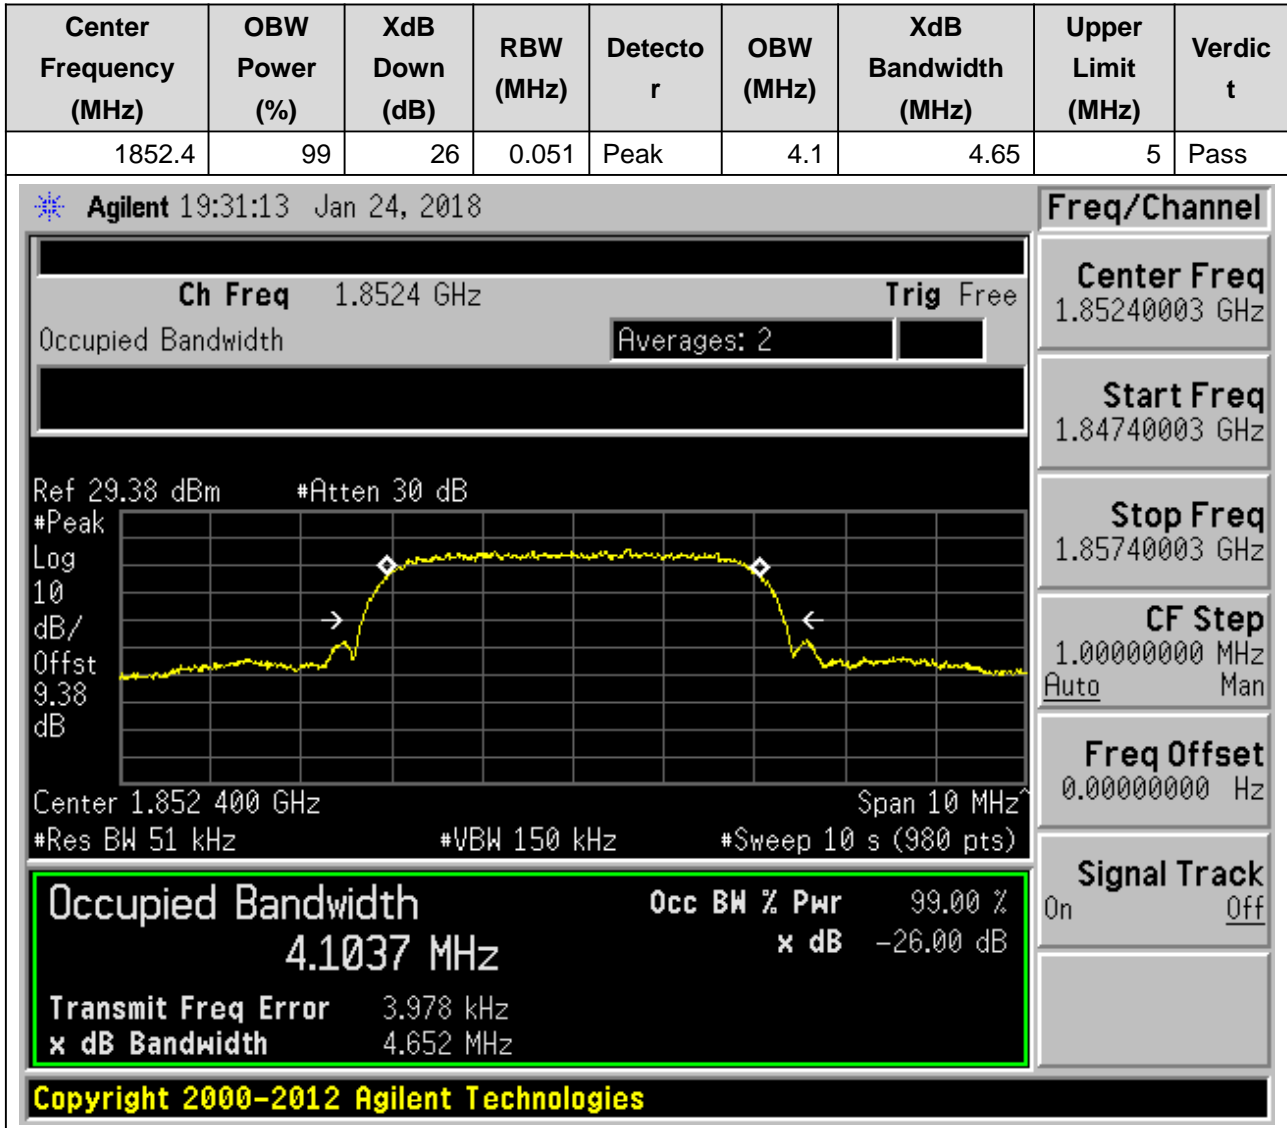 Center Frequency (MHz) OBW Power (%) XdB Down (dB) RBW (MHz) Detecto r OBW (MHz) XdB Bandwidth (MHz) Upper Limit (MHz) Verdic t
1852.4 99 26 0.051 Peak 4.1 4.65 5 Pass
Agilent 19:31:13 Jan 24, 2018
Freq/Channel
Ch Freq 1.8524 GHz Trig Free
Occupied Bandwidth Averages: 2
Center Freq
1.85240003 GHz
Start Freq
1.84740003 GHz
Stop Freq
1.85740003 GHz
CF Step
1.00000000 MHz
Auto Man
Freq Offset
0.00000000 Hz
Signal Track
On Off
Ref 29.38 dBm #Atten 30 dB
#Peak
Log
10
dB/
Offst
9.38
dB
Center 1.852 400 GHz Span 10 MHz^
#Res BW 51 kHz #VBW 150 kHz #Sweep 10 s (980 pts)
Occupied Bandwidth Occ BW % Pwr 99.00 %
4.1037 MHz x dB -26.00 dB
Transmit Freq Error 3.978 kHz
x dB Bandwidth 4.652 MHz
Copyright 2000-2012 Agilent Technologies